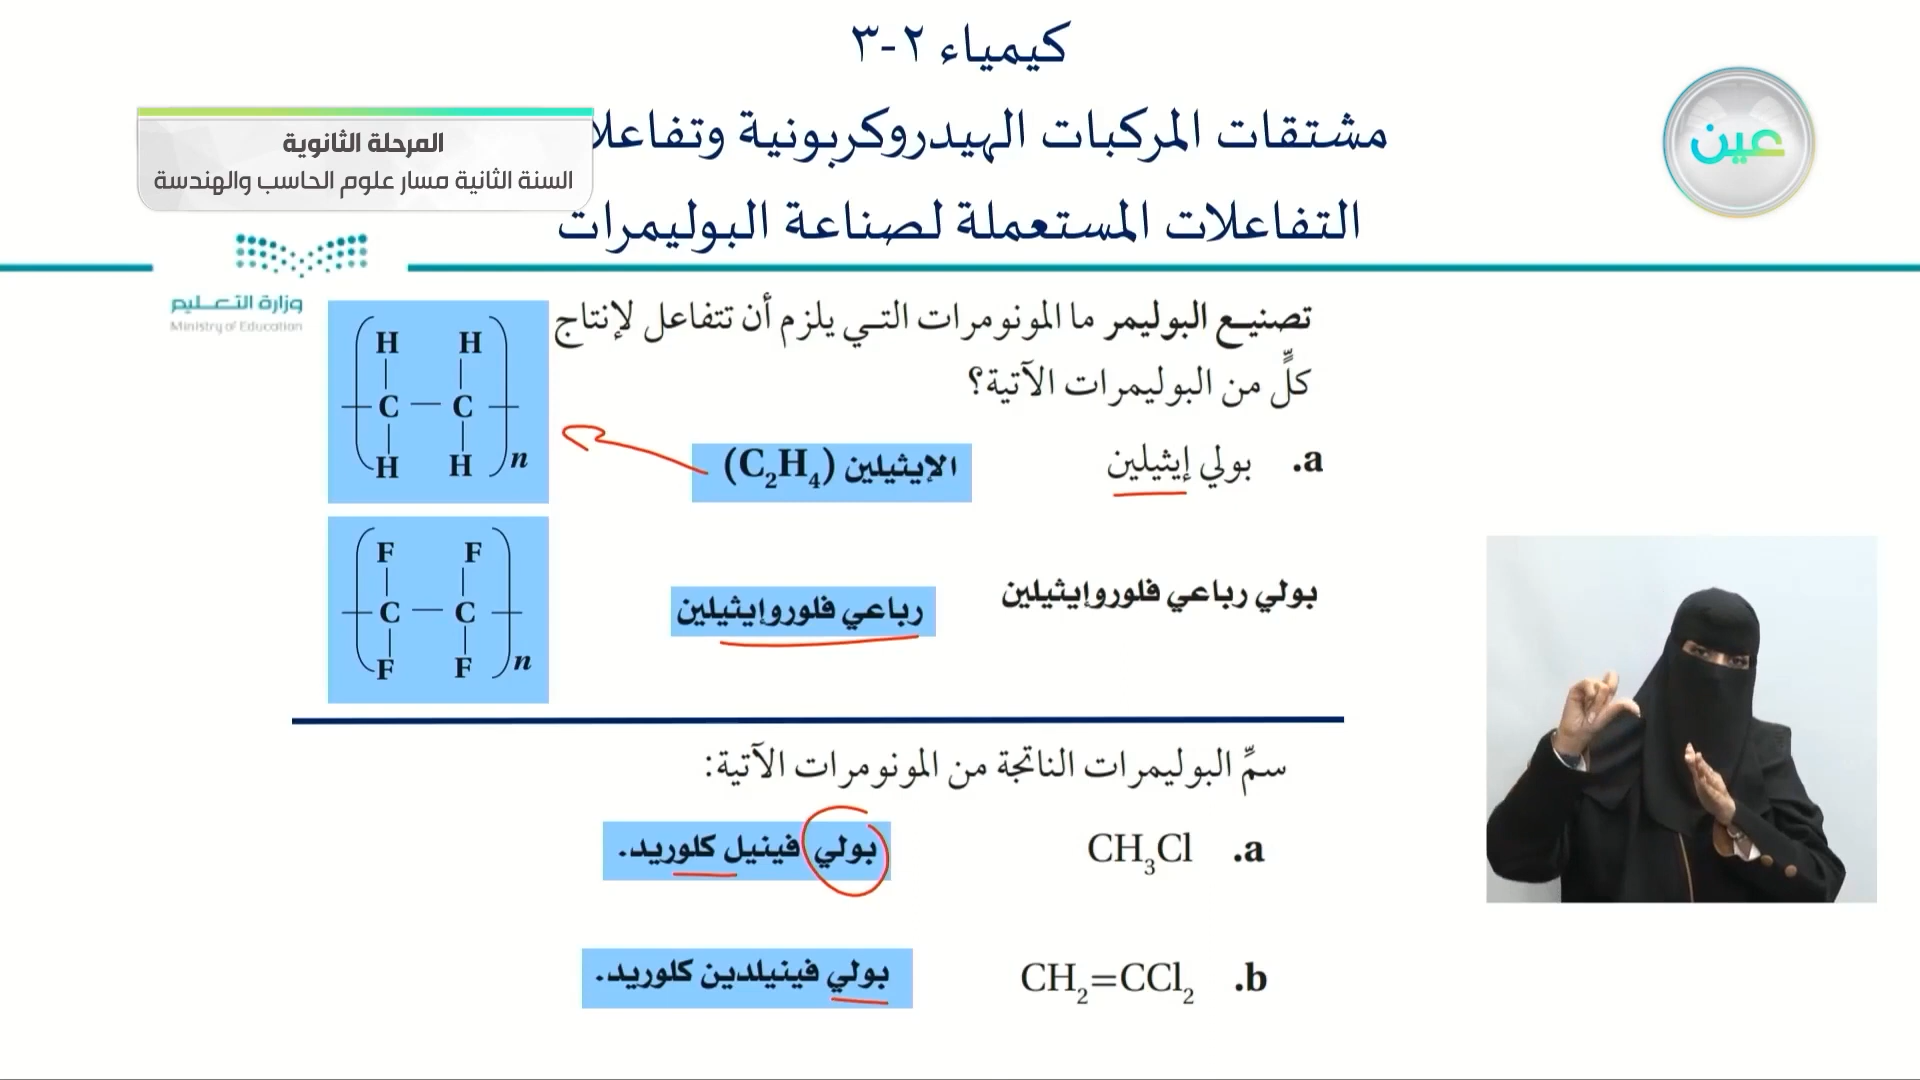 كيمياء ٢-٣
مشتقات المركبات الهيدروكربونية
المرحلة الثانوية
السنة الثانية مسار علوم الحاسب والهندسة
عين
التفاعلات المستعملة لصناعة البوليمرات
وزارة التعليم
Ministry of Education
تصنيع البوليمر ما المونومرات التي يلزم أن تتفاعل لإنتاج
كلٍّ من البوليمرات الآتية؟
a. بولي إيثيلين
الإيثيلين (C₂H₄)
H H
C — C
H H n
بولي رباعي فلوروإيثيلين
رباعي فلوروإيثيلين
F F
C — C
F F n
سمِّ البوليمرات الناتجة من المونومرات الآتية:
a. CH₃Cl
بولي فينيل كلوريد.
b. CH₂=CCl₂
بولي فينيلدين كلوريد.